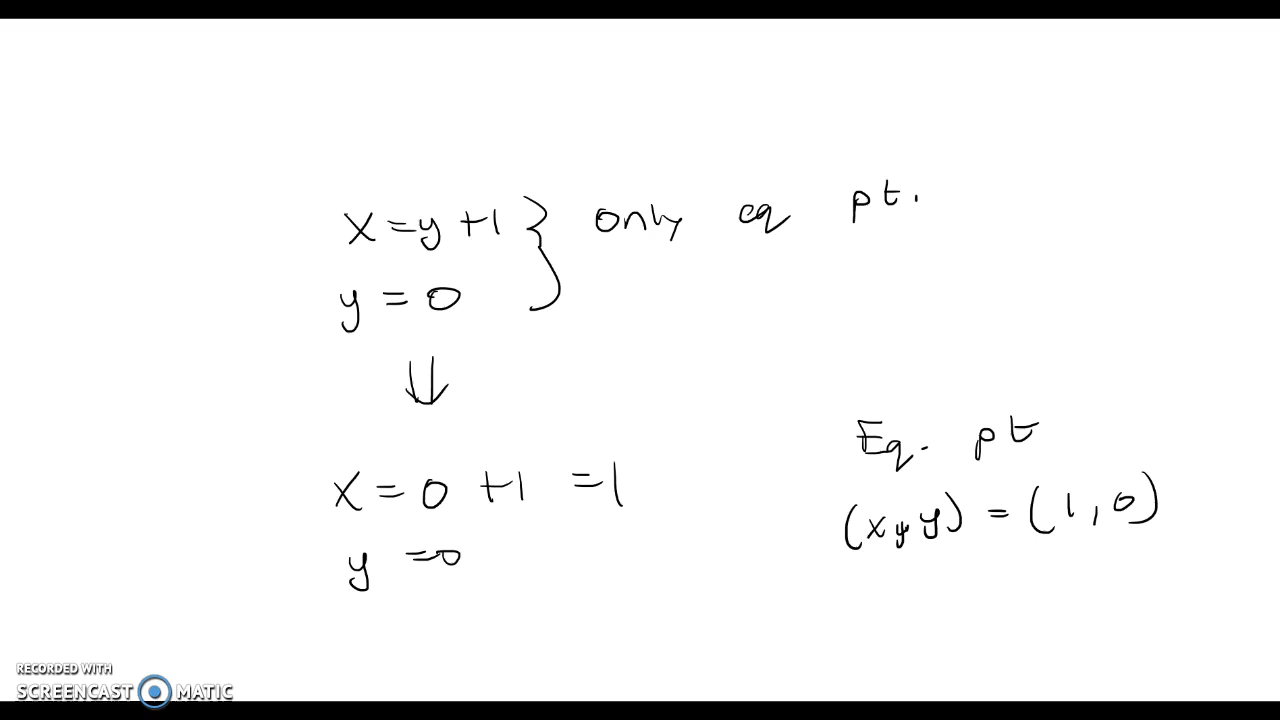 x = y + 1 } only eq pt.
y = 0
⇓
x = 0 + 1 = 1
y = 0
Eq. pt
(x, y) = (1, 0)
RECORDED WITH
SCREENCAST MATIC